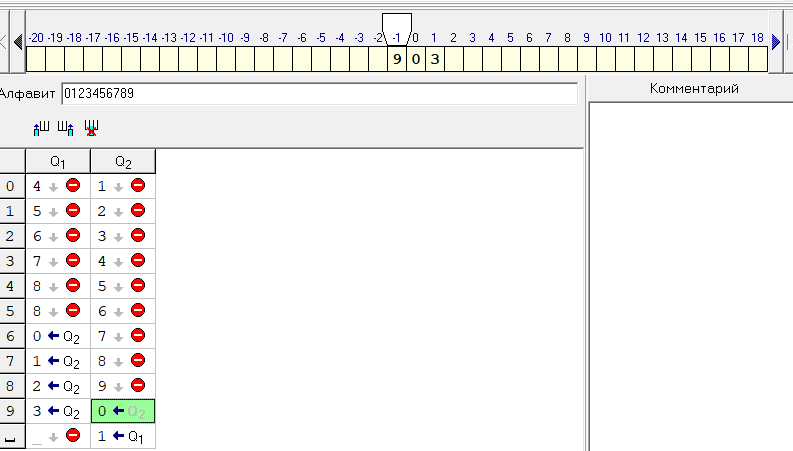 -20 -19 -18 -17 -16 -15 -14 -13 -12 -11 -10 -9 -8 -7 -6 -5 -4 -3 -2 -1 0 1 2 3 4 5 6 7 8 9 10 11 12 13 14 15 16 17 18
9 0 3
Алфавит 0123456789
Комментарий
Q1 Q2
0 4 1
1 5 2
2 6 3
3 7 4
4 8 5
5 8 6
6 0 Q2 7
7 1 Q2 8
8 2 Q2 9
9 3 Q2 0 Q2
_ 1 Q1